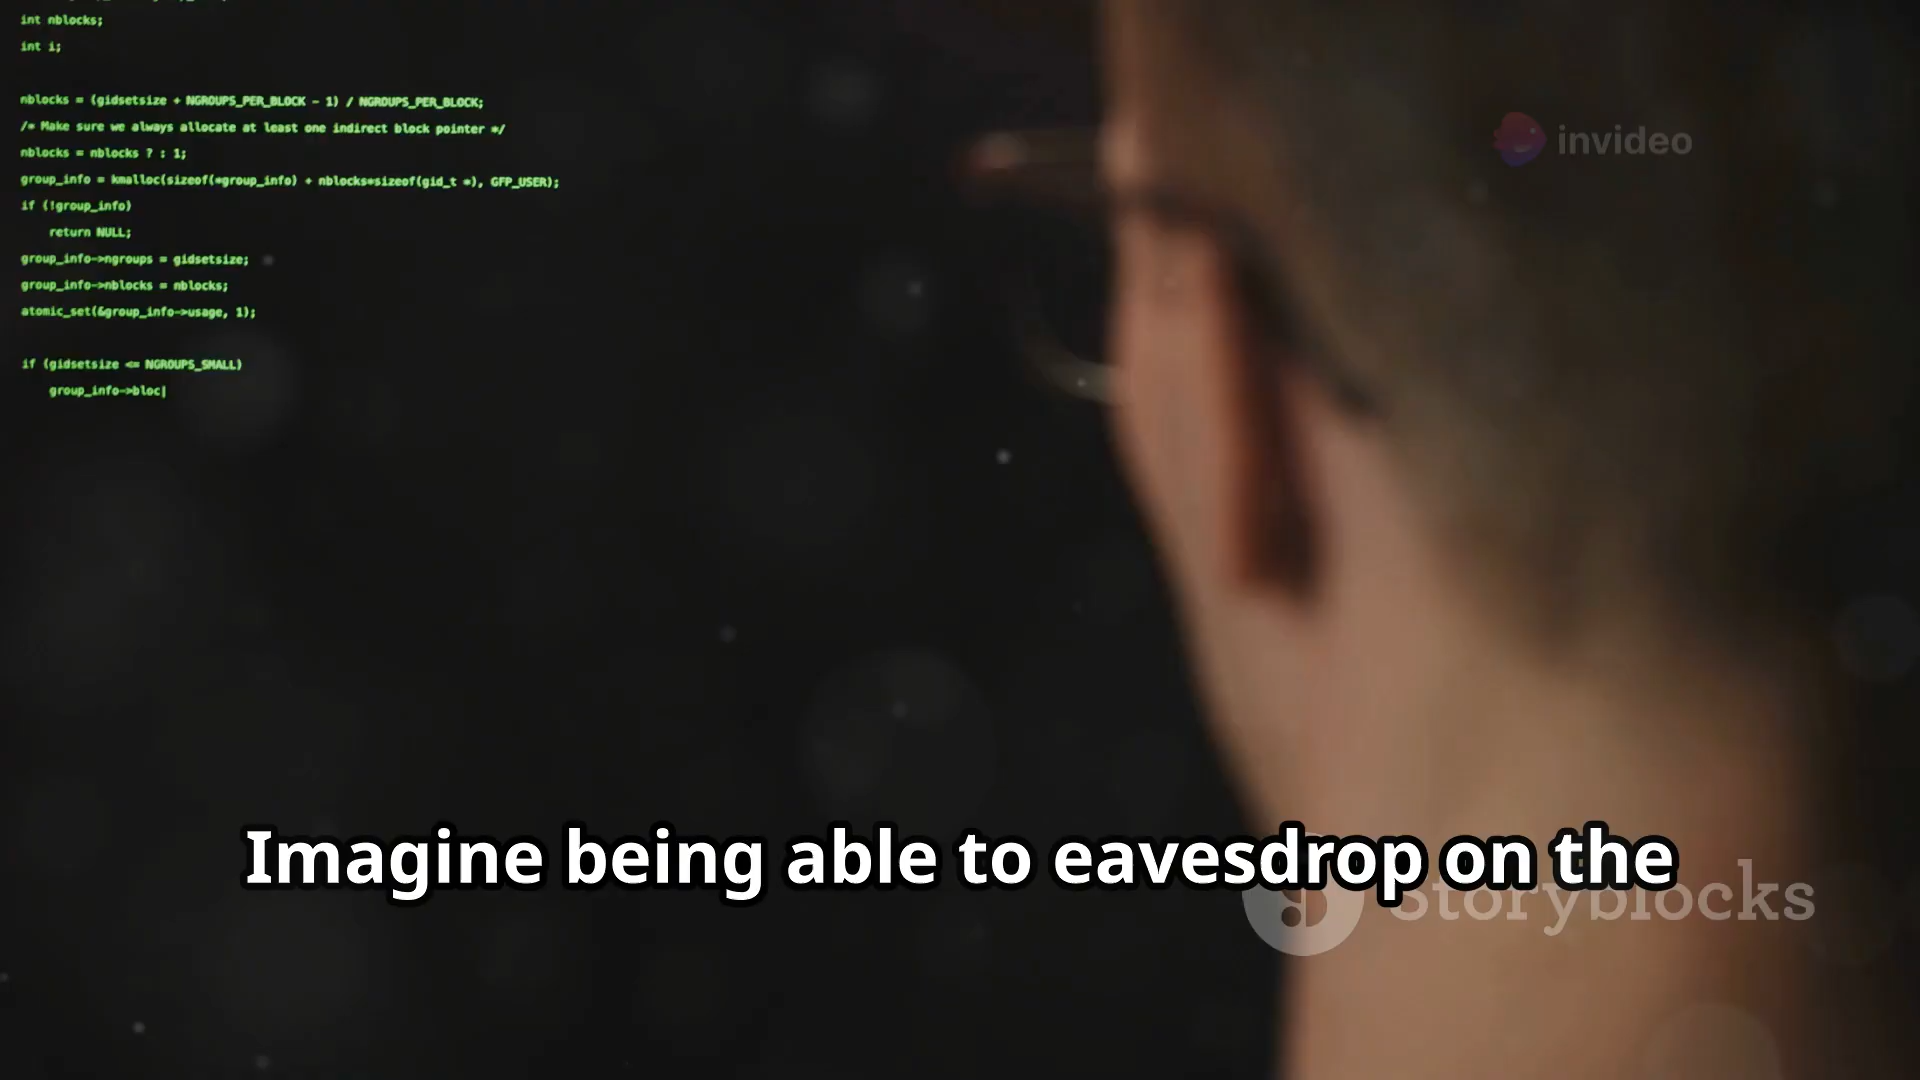 int nblocks;
int i;
nblocks = (gidsetsize + NGROUPS_PER_BLOCK - 1) / NGROUPS_PER_BLOCK;
/* Make sure we always allocate at least one indirect block pointer */
nblocks = nblocks ? : 1;
group_info = kmalloc(sizeof(*group_info) + nblocks*sizeof(gid_t *), GFP_USER);
if (!group_info)
return NULL;
group_info->ngroups = gidsetsize;
group_info->nblocks = nblocks;
atomic_set(&group_info->usage, 1);
if (gidsetsize <= NGROUPS_SMALL)
group_info->bloc|
invideo
Imagine being able to eavesdrop on the
Storyblocks